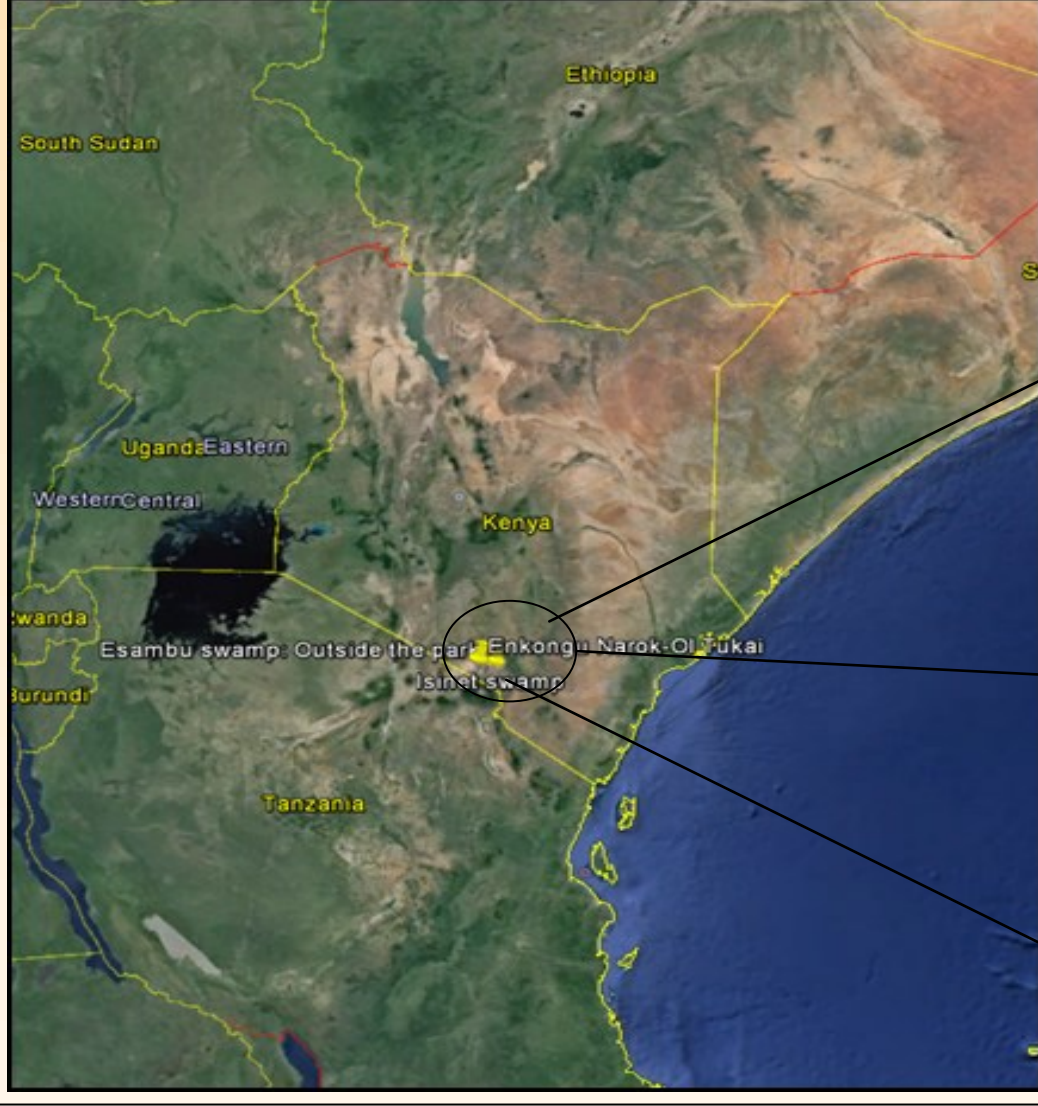 Ethiopia
South Sudan
S
Uganda Eastern
Western Central
Kenya
wanda
Esambu swamp: Outside the park Enkongu Narok-Ol Tukai
Isinet swamp
Burundi
Tanzania